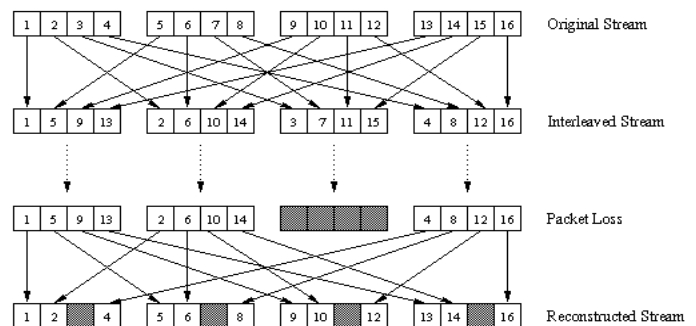 1 2 3 4 5 6 7 8 9 10 11 12 13 14 15 16 Original Stream
1 5 9 13 2 6 10 14 3 7 11 15 4 8 12 16 Interleaved Stream
1 5 9 13 2 6 10 14 4 8 12 16 Packet Loss
1 2 4 5 6 8 9 10 12 13 14 16 Reconstructed Stream